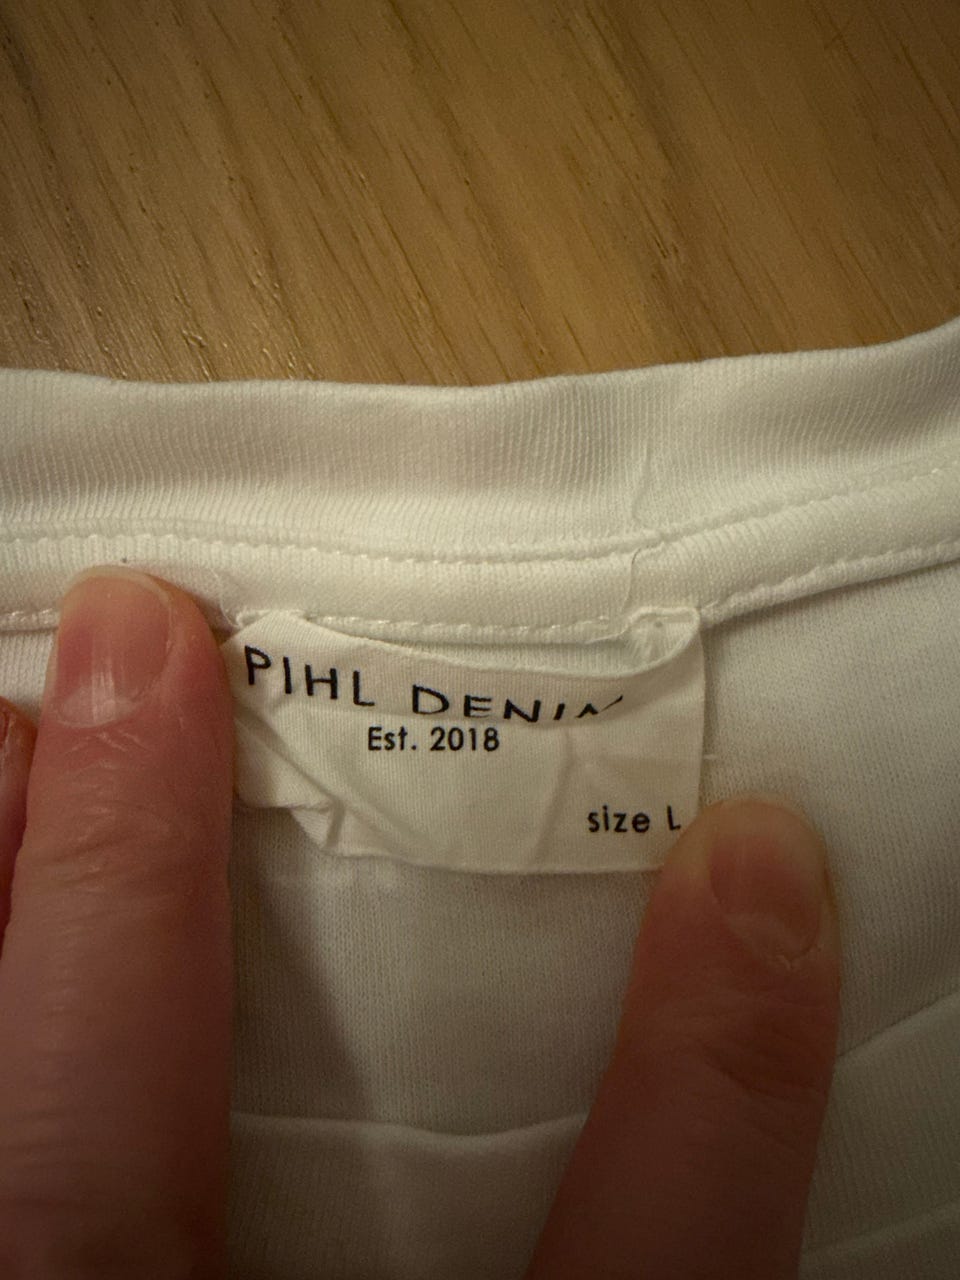 PIHL DENIM
Est. 2018
size L